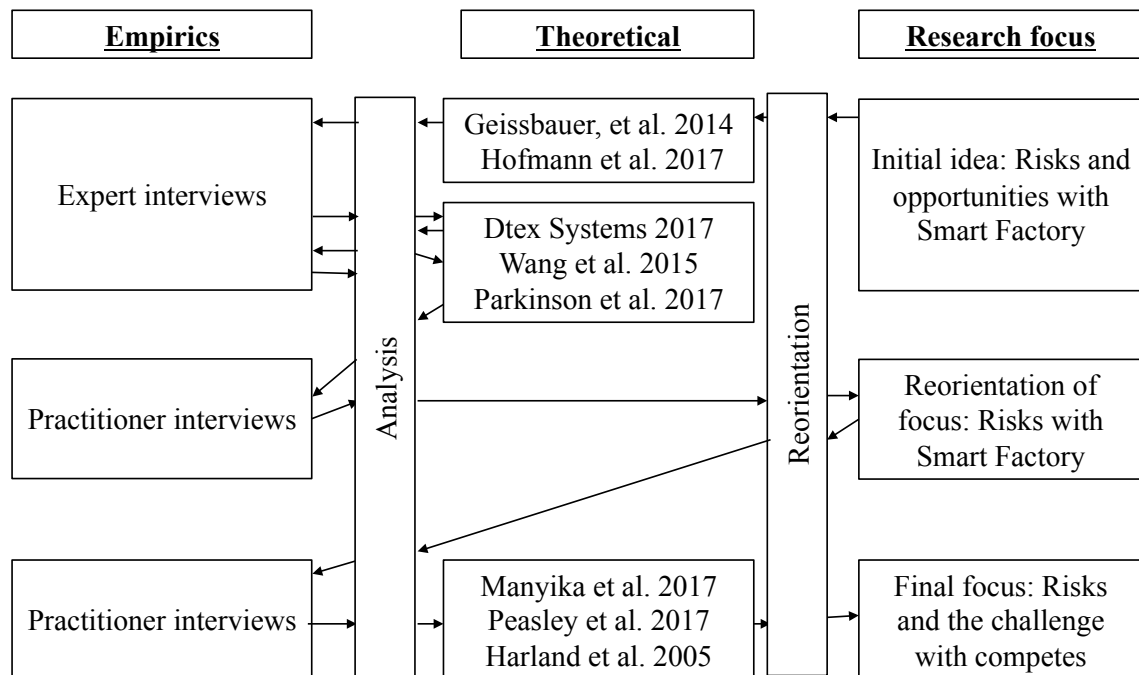 Empirics
Theoretical
Research focus
Expert interviews
Geissbauer, et al. 2014
Hofmann et al. 2017
Initial idea: Risks and
opportunities with
Smart Factory
Dtex Systems 2017
Wang et al. 2015
Parkinson et al. 2017
Analysis
Reorientation
Practitioner interviews
Reorientation of
focus: Risks with
Smart Factory
Practitioner interviews
Manyika et al. 2017
Peasley et al. 2017
Harland et al. 2005
Final focus: Risks
and the challenge
with competes